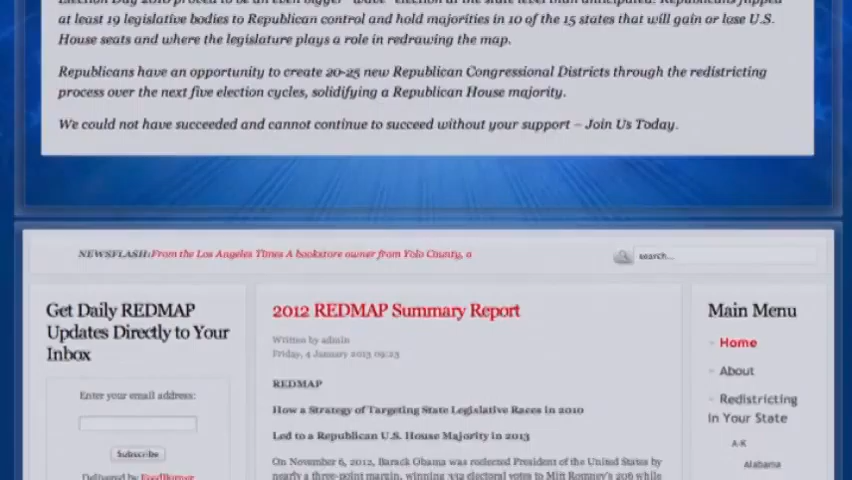 Election Day 2010 proved to be an even bigger "wave" election at the state level than anticipated. Republicans flipped
at least 19 legislative bodies to Republican control and hold majorities in 10 of the 15 states that will gain or lose U.S.
House seats and where the legislature plays a role in redrawing the map.
Republicans have an opportunity to create 20-25 new Republican Congressional Districts through the redistricting
process over the next five election cycles, solidifying a Republican House majority.
We could not have succeeded and cannot continue to succeed without your support – Join Us Today.
NEWSFLASH:From the Los Angeles Times A bookstore owner from Yolo County, a
search...
Get Daily REDMAP
Updates Directly to Your
Inbox
Enter your email address:
Subscribe
Delivered by FeedBurner
2012 REDMAP Summary Report
Written by admin
Friday, 4 January 2013 09:23
REDMAP
How a Strategy of Targeting State Legislative Races in 2010
Led to a Republican U.S. House Majority in 2013
On November 6, 2012, Barack Obama was reelected President of the United States by
nearly a three-point margin, winning 332 electoral votes to Mitt Romney's 206 while
Main Menu
Home
About
Redistricting
In Your State
A-K
Alabama